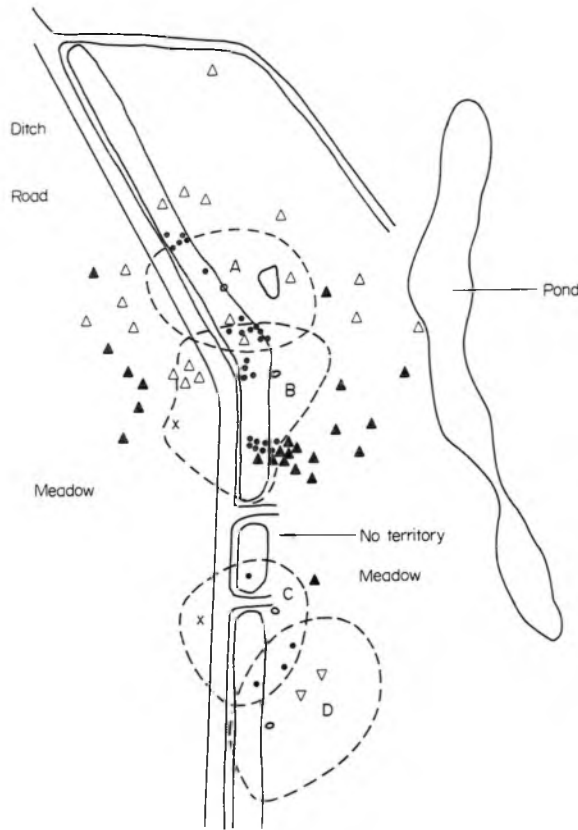 Ditch
Road
A
Pond
B
x
Meadow
No territory
Meadow
C
x
D